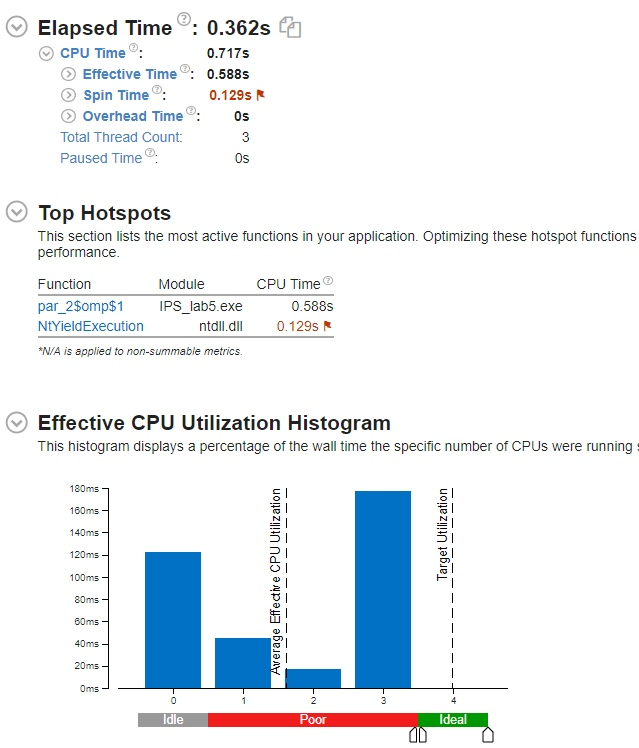 Elapsed Time ?: 0.362s
CPU Time ?: 0.717s
Effective Time ?: 0.588s
Spin Time ?: 0.129s
Overhead Time ?: 0s
Total Thread Count: 3
Paused Time ?: 0s
Top Hotspots
This section lists the most active functions in your application. Optimizing these hotspot functions
performance.
Function Module CPU Time ?
par_2$omp$1 IPS_lab5.exe 0.588s
NtYieldExecution ntdll.dll 0.129s
*N/A is applied to non-summable metrics.
Effective CPU Utilization Histogram
This histogram displays a percentage of the wall time the specific number of CPUs were running
180ms
160ms
140ms
120ms
100ms
80ms
60ms
40ms
20ms
0ms
Average Effective CPU Utilization
Target Utilization
0 1 2 3 4
Idle Poor Ideal